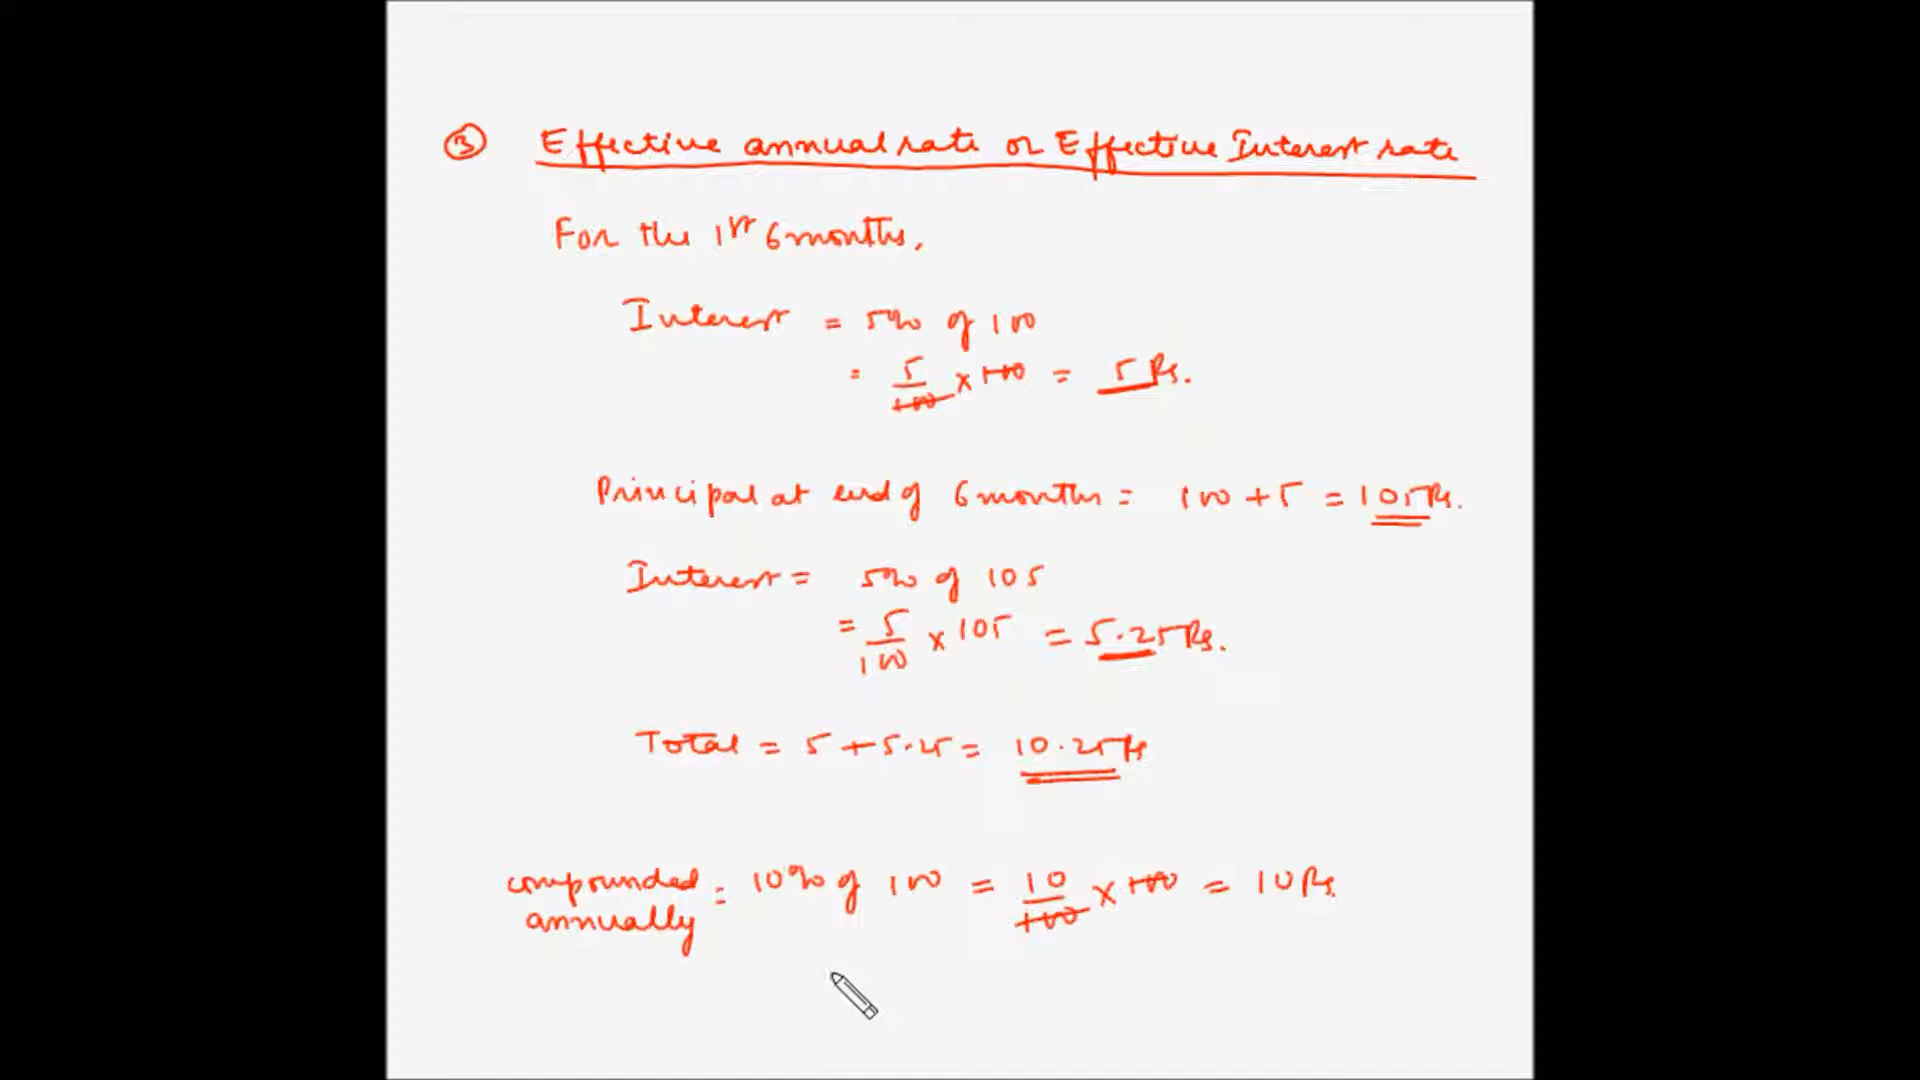 ③ Effective annual rate or Effective Interest rate
For the 1st 6 months,
Interest = 5% of 100
= 5/100 × 100 = 5 Rs.
Principal at end of 6 months = 100 + 5 = 105 Rs.
Interest = 5% of 105
= 5/100 × 105 = 5.25 Rs.
Total = 5 + 5.25 = 10.25 Rs
compounded annually = 10% of 100 = 10/100 × 100 = 10 Rs.